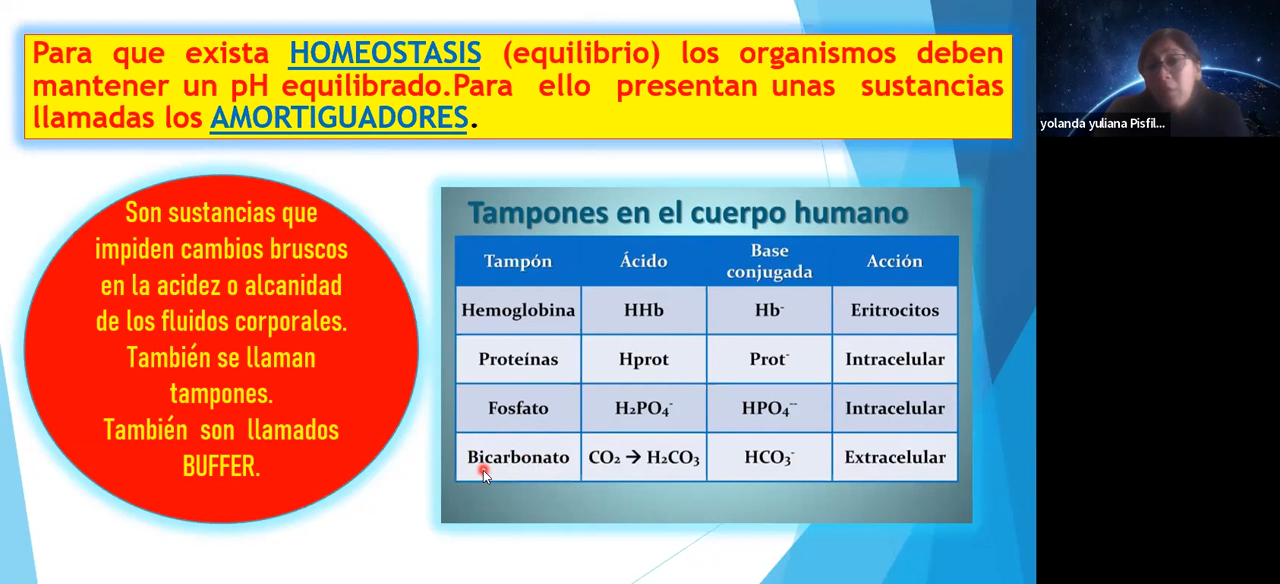 Para que exista HOMEOSTASIS (equilibrio) los organismos deben
mantener un pH equilibrado.Para ello presentan unas sustancias
llamadas los AMORTIGUADORES.
yolanda yuliana Pisfil...
Son sustancias que
impiden cambios bruscos
en la acidez o alcanidad
de los fluidos corporales.
También se llaman
tampones.
También son llamados
BUFFER.
Tampones en el cuerpo humano
Tampón Ácido Base conjugada Acción
Hemoglobina HHb Hb⁻ Eritrocitos
Proteínas Hprot Prot⁻ Intracelular
Fosfato H₂PO₄⁻ HPO₄⁻⁻ Intracelular
Bicarbonato CO₂ → H₂CO₃ HCO₃⁻ Extracelular